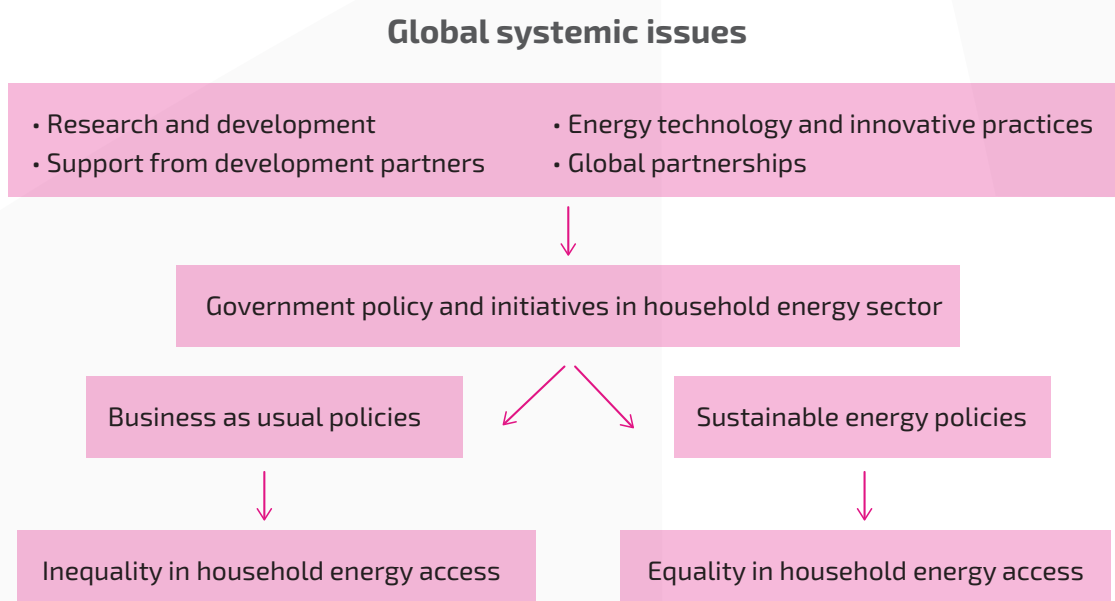 Global systemic issues
• Research and development
• Support from development partners
• Energy technology and innovative practices
• Global partnerships
Government policy and initiatives in household energy sector
Business as usual policies
Sustainable energy policies
Inequality in household energy access
Equality in household energy access